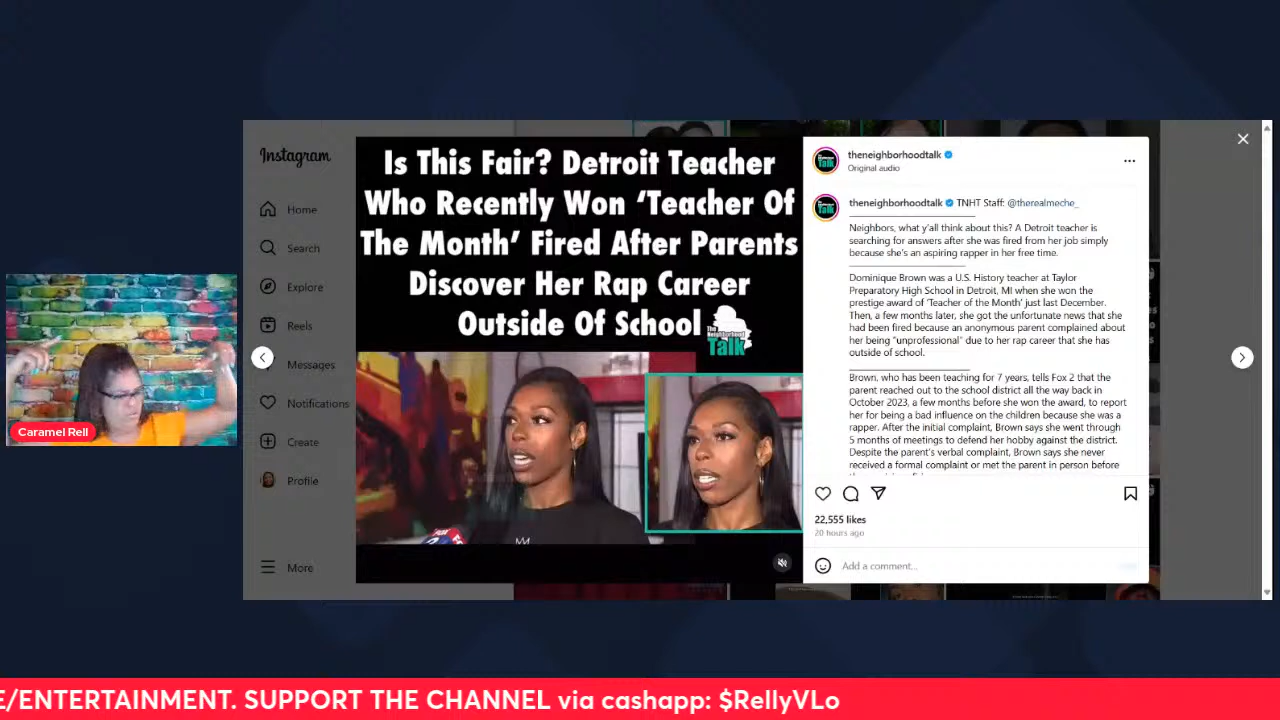 Instagram
Home
Search
Explore
Reels
Messages
Notifications
Create
Profile
More
Caramel Rell
Is This Fair? Detroit Teacher
Who Recently Won ‘Teacher Of
The Month’ Fired After Parents
Discover Her Rap Career
Outside Of School
The
Neighborhood
Talk
theneighborhoodtalk
Original audio
theneighborhoodtalk TNHT Staff: @therealmeche_
Neighbors, what y'all think about this? A Detroit teacher is
searching for answers after she was fired from her job simply
because she's an aspiring rapper in her free time.
Dominique Brown was a U.S. History teacher at Taylor
Preparatory High School in Detroit, MI when she won the
prestige award of 'Teacher of the Month' just last December.
Then, a few months later, she got the unfortunate news that she
had been fired because an anonymous parent complained about
her being "unprofessional" due to her rap career that she has
outside of school.
Brown, who has been teaching for 7 years, tells Fox 2 that the
parent reached out to the school district all the way back in
October 2023, a few months before she won the award, to report
her for being a bad influence on the children because she was a
rapper. After the initial complaint, Brown says she went through
5 months of meetings to defend her hobby against the district.
Despite the parent's verbal complaint, Brown says she never
received a formal complaint or met the parent in person before
22,555 likes
20 hours ago
Add a comment...
E/ENTERTAINMENT. SUPPORT THE CHANNEL via cashapp: $RellyVLo